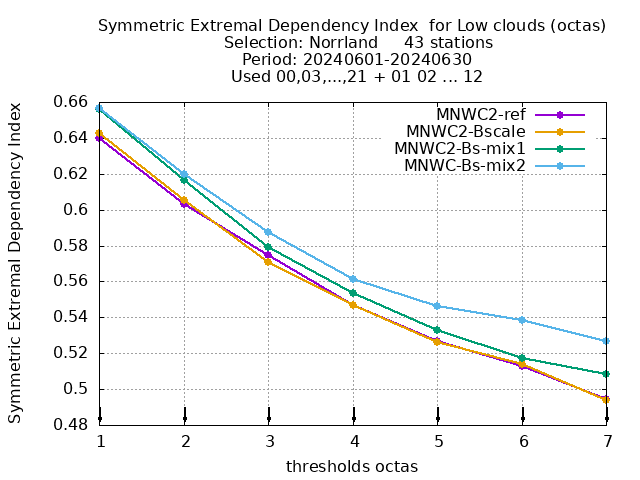 Symmetric Extremal Dependency Index  for Low clouds (octas)
Selection: Norrland     43 stations
Period: 20240601-20240630
Used 00,03,...,21 + 01 02 ... 12
MNWC2-ref
MNWC2-Bscale
MNWC2-Bs-mix1
MNWC-Bs-mix2
Symmetric Extremal Dependency Index
0.66
0.64
0.62
0.6
0.58
0.56
0.54
0.52
0.5
0.48
1 2 3 4 5 6 7
thresholds octas